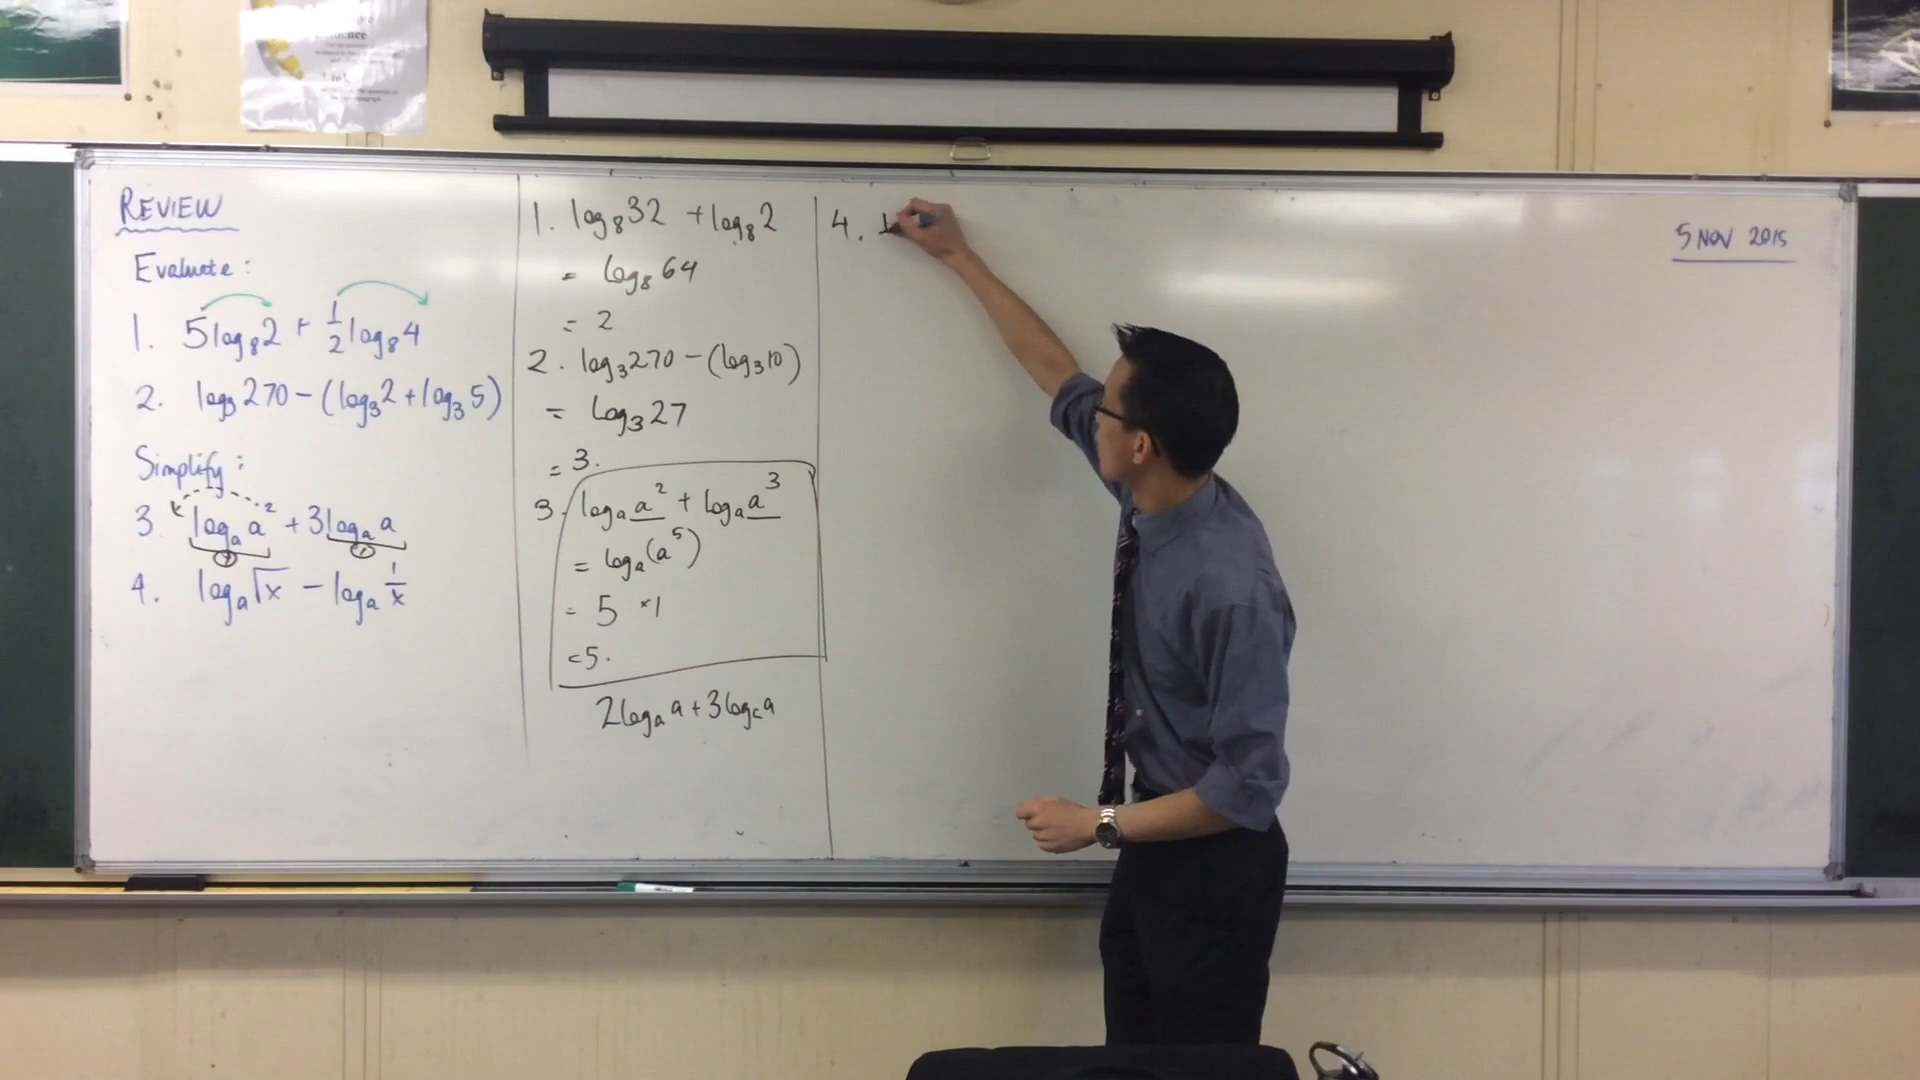 REVIEW
Evaluate:
1. 5log₈2 + ½log₈4
2. log₃270 − (log₃2 + log₃5)
Simplify:
3 logₐa² + 3logₐa
4. logₐ√x − logₐ 1/x
1. log₈32 + log₈2
= log₈64
= 2
2. log₃270 − (log₃10)
= log₃27
= 3.
3. logₐa² + logₐa³
= logₐ(a⁵)
= 5 ×1
= 5.
2logₐa + 3logₐa
4.
5 NOV 2015